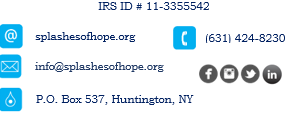 IRS ID # 11-3355542
splashesofhope.org
(631) 424-8230
info@splashesofhope.org
P.O. Box 537, Huntington, NY